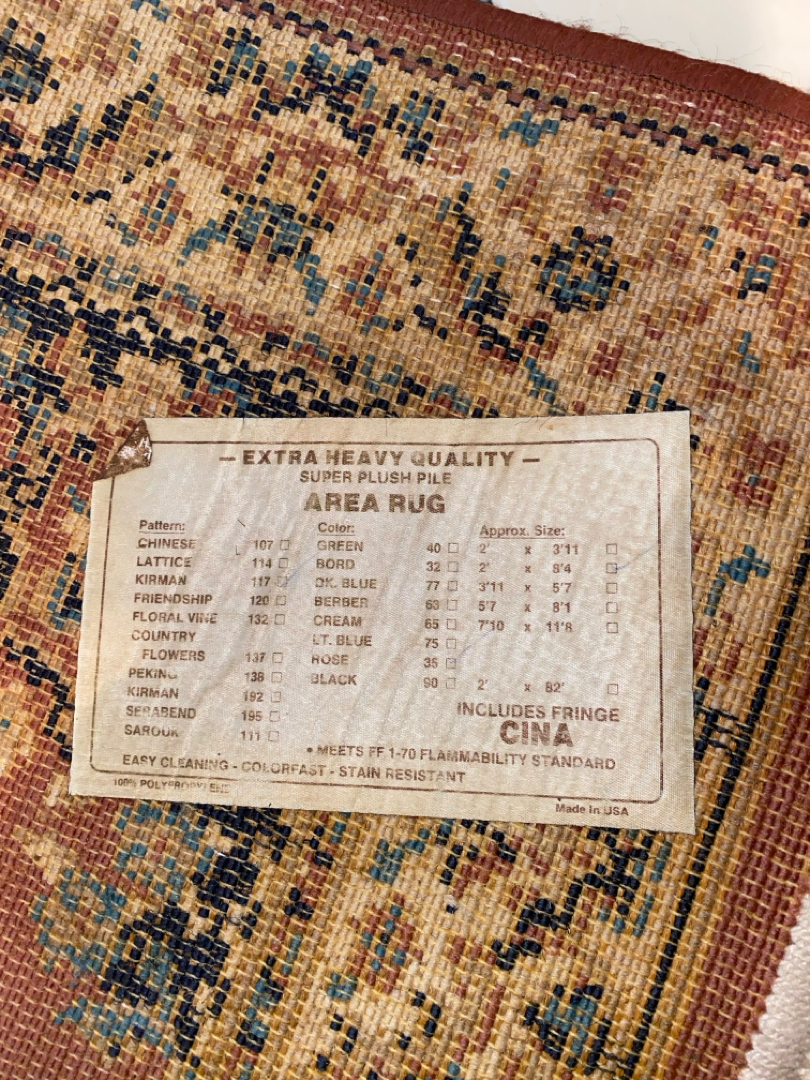 — EXTRA HEAVY QUALITY —
SUPER PLUSH PILE
AREA RUG
Pattern:
CHINESE 107 ☐
LATTICE 114 ☐
KIRMAN 117 ☐
FRIENDSHIP 120 ☐
FLORAL VINE 132 ☐
COUNTRY
FLOWERS 137 ☐
PEKING 138 ☐
KIRMAN 192 ☐
SERABEND 195 ☐
SAROUK 111 ☐
Color:
GREEN 40 ☐
BORD 32 ☐
DK. BLUE 77 ☐
BERBER 63 ☐
CREAM 65 ☐
LT. BLUE 75 ☐
ROSE 35 ☐
BLACK 90 ☐
Approx. Size:
2' x 3'11 ☐
2' x 8'4 ☐
3'11 x 5'7 ☐
5'7 x 8'1 ☐
7'10 x 11'8 ☐
2' x 82' ☐
INCLUDES FRINGE
CINA
• MEETS FF 1-70 FLAMMABILITY STANDARD
EASY CLEANING - COLORFAST - STAIN RESISTANT
100% POLYPROPYLENE
Made in USA